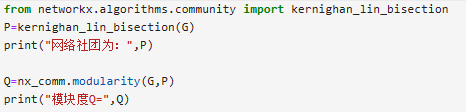 from networkx.algorithms.community import kernighan_lin_bisection
P=kernighan_lin_bisection(G)
print("网络社团为：",P)
Q=nx_comm.modularity(G,P)
print("模块度Q=",Q)